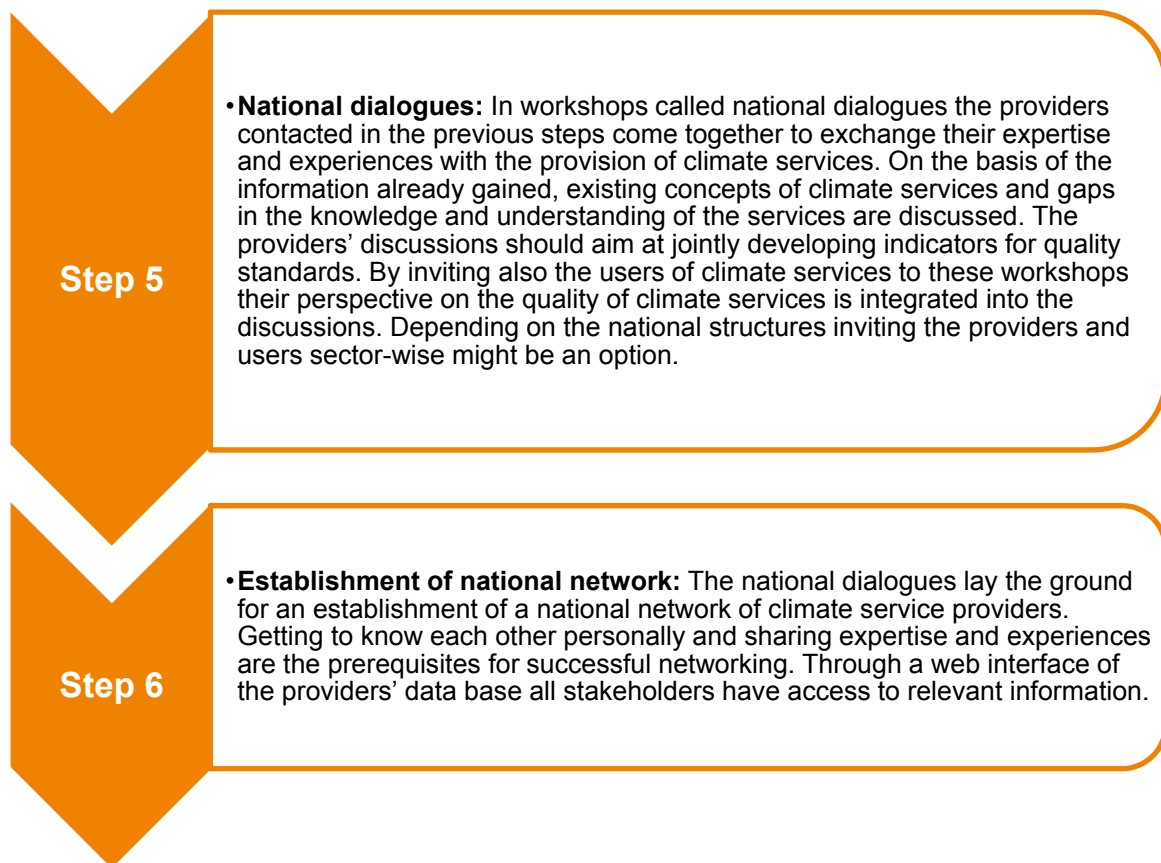 Step 5
•National dialogues: In workshops called national dialogues the providers
contacted in the previous steps come together to exchange their expertise
and experiences with the provision of climate services. On the basis of the
information already gained, existing concepts of climate services and gaps
in the knowledge and understanding of the services are discussed. The
providers’ discussions should aim at jointly developing indicators for quality
standards. By inviting also the users of climate services to these workshops
their perspective on the quality of climate services is integrated into the
discussions. Depending on the national structures inviting the providers and
users sector-wise might be an option.
Step 6
•Establishment of national network: The national dialogues lay the ground
for an establishment of a national network of climate service providers.
Getting to know each other personally and sharing expertise and experiences
are the prerequisites for successful networking. Through a web interface of
the providers’ data base all stakeholders have access to relevant information.